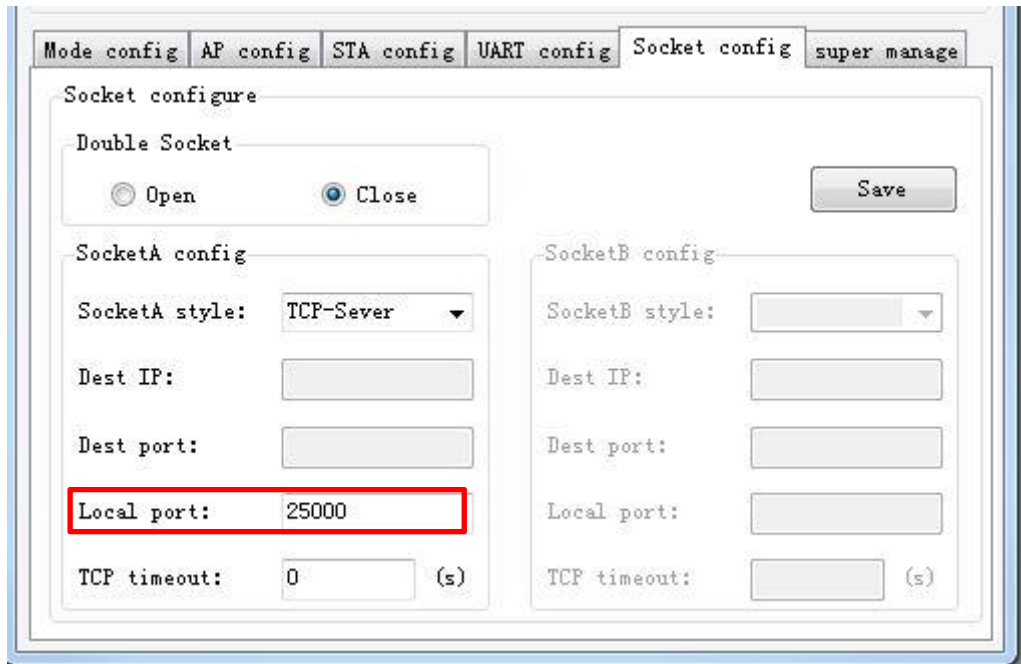 Mode config AP config STA config UART config Socket config super manage
Socket configure
Double Socket
Open Close
Save
SocketA config
SocketB config
SocketA style: TCP-Sever
SocketB style:
Dest IP:
Dest IP:
Dest port:
Dest port:
Local port: 25000
Local port:
TCP timeout: 0 (s)
TCP timeout: (s)